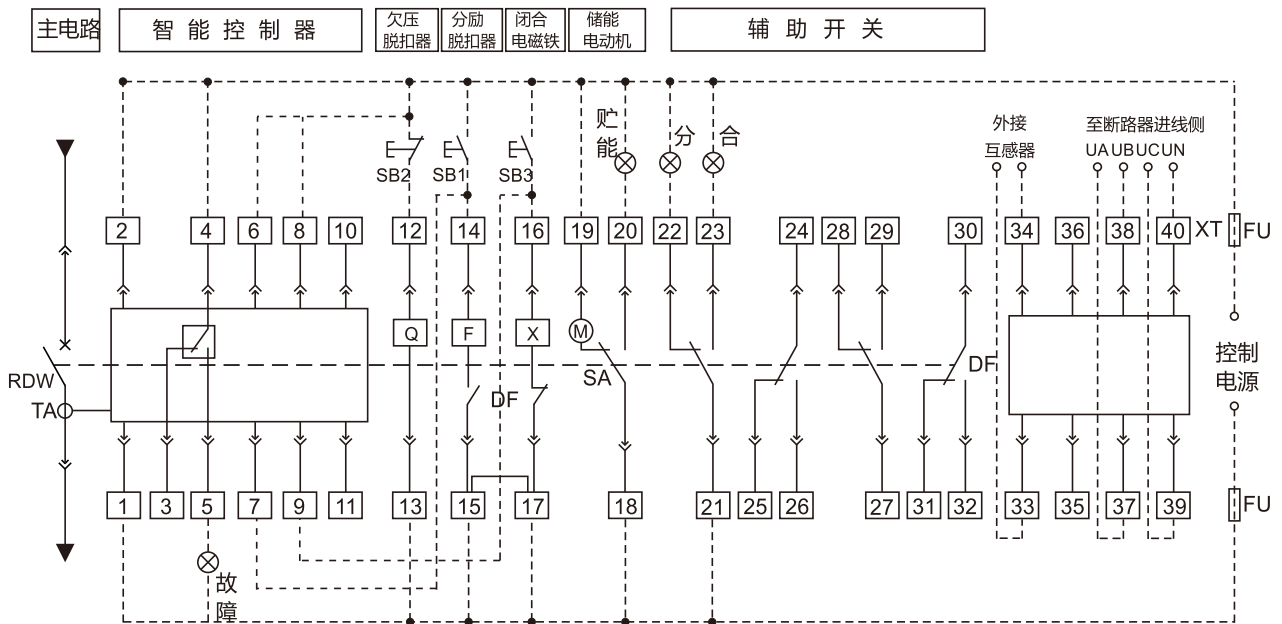 主电路 智能控制器 欠压脱扣器 分励脱扣器 闭合电磁铁 储能电动机 辅助开关
贮能 分 合
外接互感器
至断路器进线侧
UA UB UC UN
SB2 SB1 SB3
2 4 6 8 10 12 14 16 19 20 22 23 24 28 29 30 34 36 38 40 XT FU
Q F X M
RDW SA DF 控制电源
TA DF
1 3 5 7 9 11 13 15 17 18 21 25 26 27 31 32 33 35 37 39 FU
故障